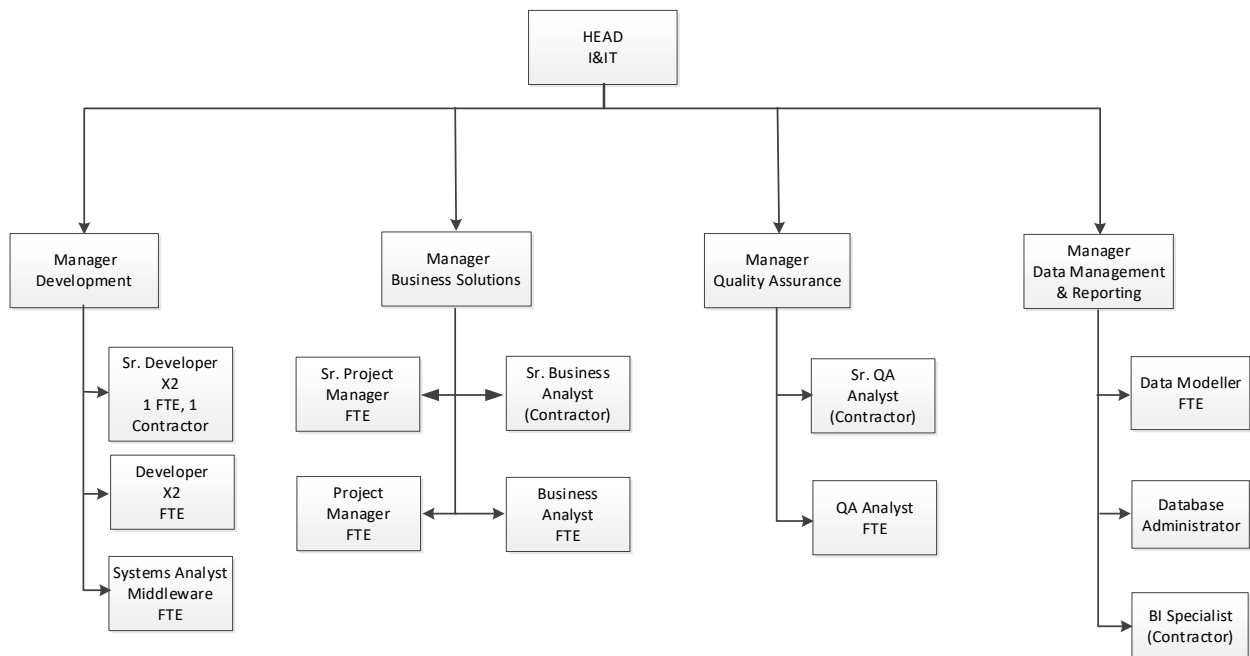 HEAD
I&IT
Manager
Development
Manager
Business Solutions
Manager
Quality Assurance
Manager
Data Management
& Reporting
Sr. Developer
X2
1 FTE, 1
Contractor
Developer
X2
FTE
Systems Analyst
Middleware
FTE
Sr. Project
Manager
FTE
Sr. Business
Analyst
(Contractor)
Project
Manager
FTE
Business
Analyst
FTE
Sr. QA
Analyst
(Contractor)
QA Analyst
FTE
Data Modeller
FTE
Database
Administrator
BI Specialist
(Contractor)